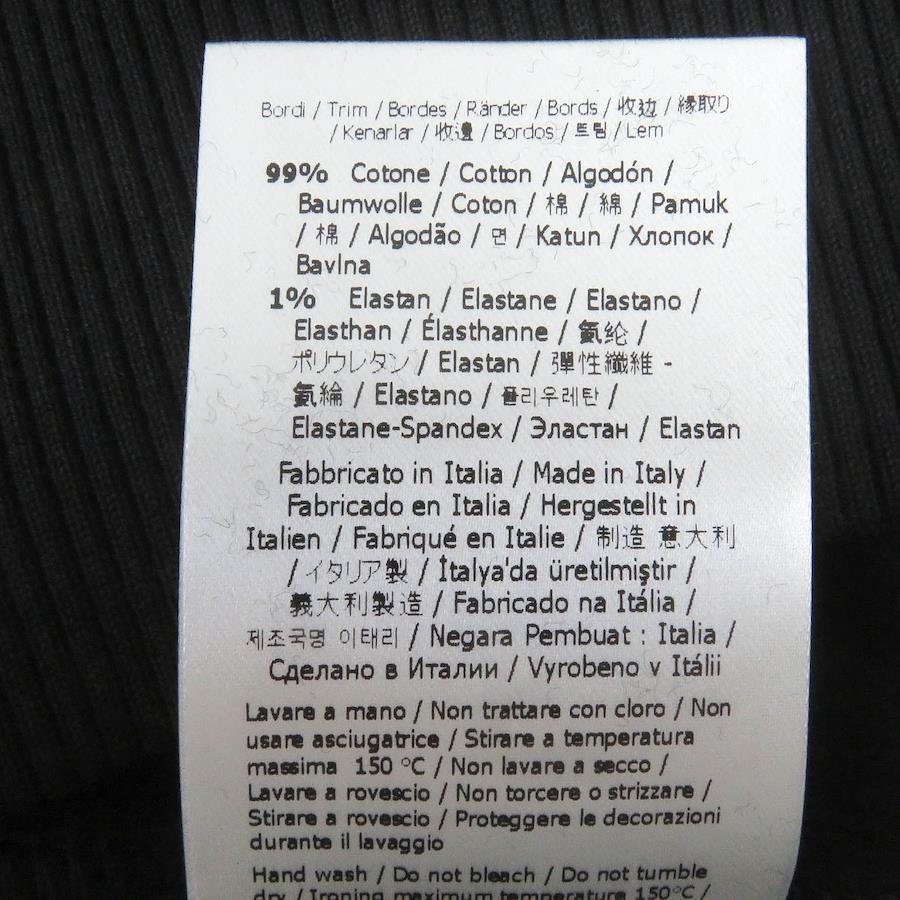 Bordi / Trim / Bordes / Ränder / Bords / 收边 / 縁取り
/ Kenarlar / 收邊 / Bordos / 트림 / Lem
99% Cotone / Cotton / Algodón /
Baumwolle / Coton / 棉 / 綿 / Pamuk
/ 棉 / Algodão / 면 / Katun / Хлопок /
Bavlna
1% Elastan / Elastane / Elastano /
Elasthan / Élasthanne / 氨纶 /
ポリウレタン / Elastan / 彈性纖維 -
氨綸 / Elastano / 폴리우레탄 /
Elastane-Spandex / Эластан / Elastan
Fabbricato in Italia / Made in Italy /
Fabricado en Italia / Hergestellt in
Italien / Fabriqué en Italie / 制造 意大利
/ イタリア製 / İtalya'da üretilmiştir /
義大利製造 / Fabricado na Itália /
제조국명 이태리 / Negara Pembuat : Italia /
Сделано в Италии / Vyrobeno v Itálii
Lavare a mano / Non trattare con cloro / Non
usare asciugatrice / Stirare a temperatura
massima 150 °C / Non lavare a secco /
Lavare a rovescio / Non torcere o strizzare /
Stirare a rovescio / Proteggere le decorazioni
durante il lavaggio
Hand wash / Do not bleach / Do not tumble
dry / Ironing maximum temperature 150°C /